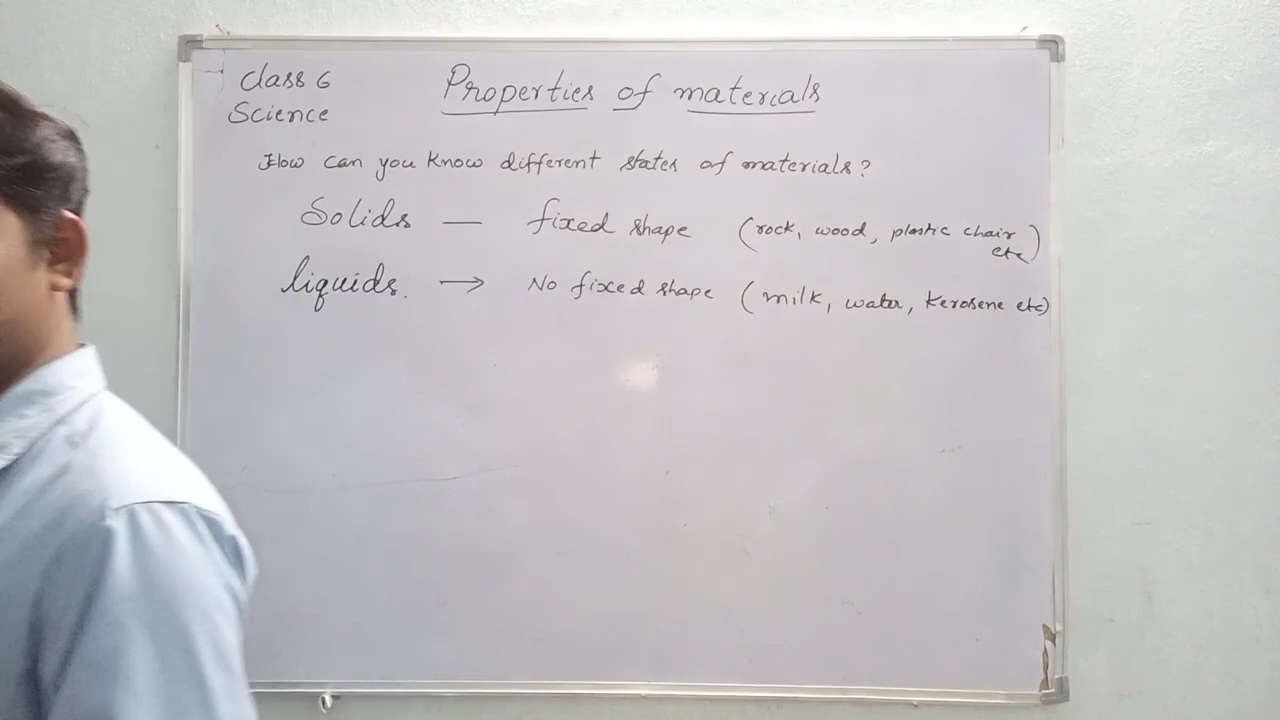 Class 6
Science
Properties of materials
How can you know different states of materials?
Solids — fixed shape (rock, wood, plastic chair etc)
liquids. → No fixed shape (milk, water, kerosene etc)